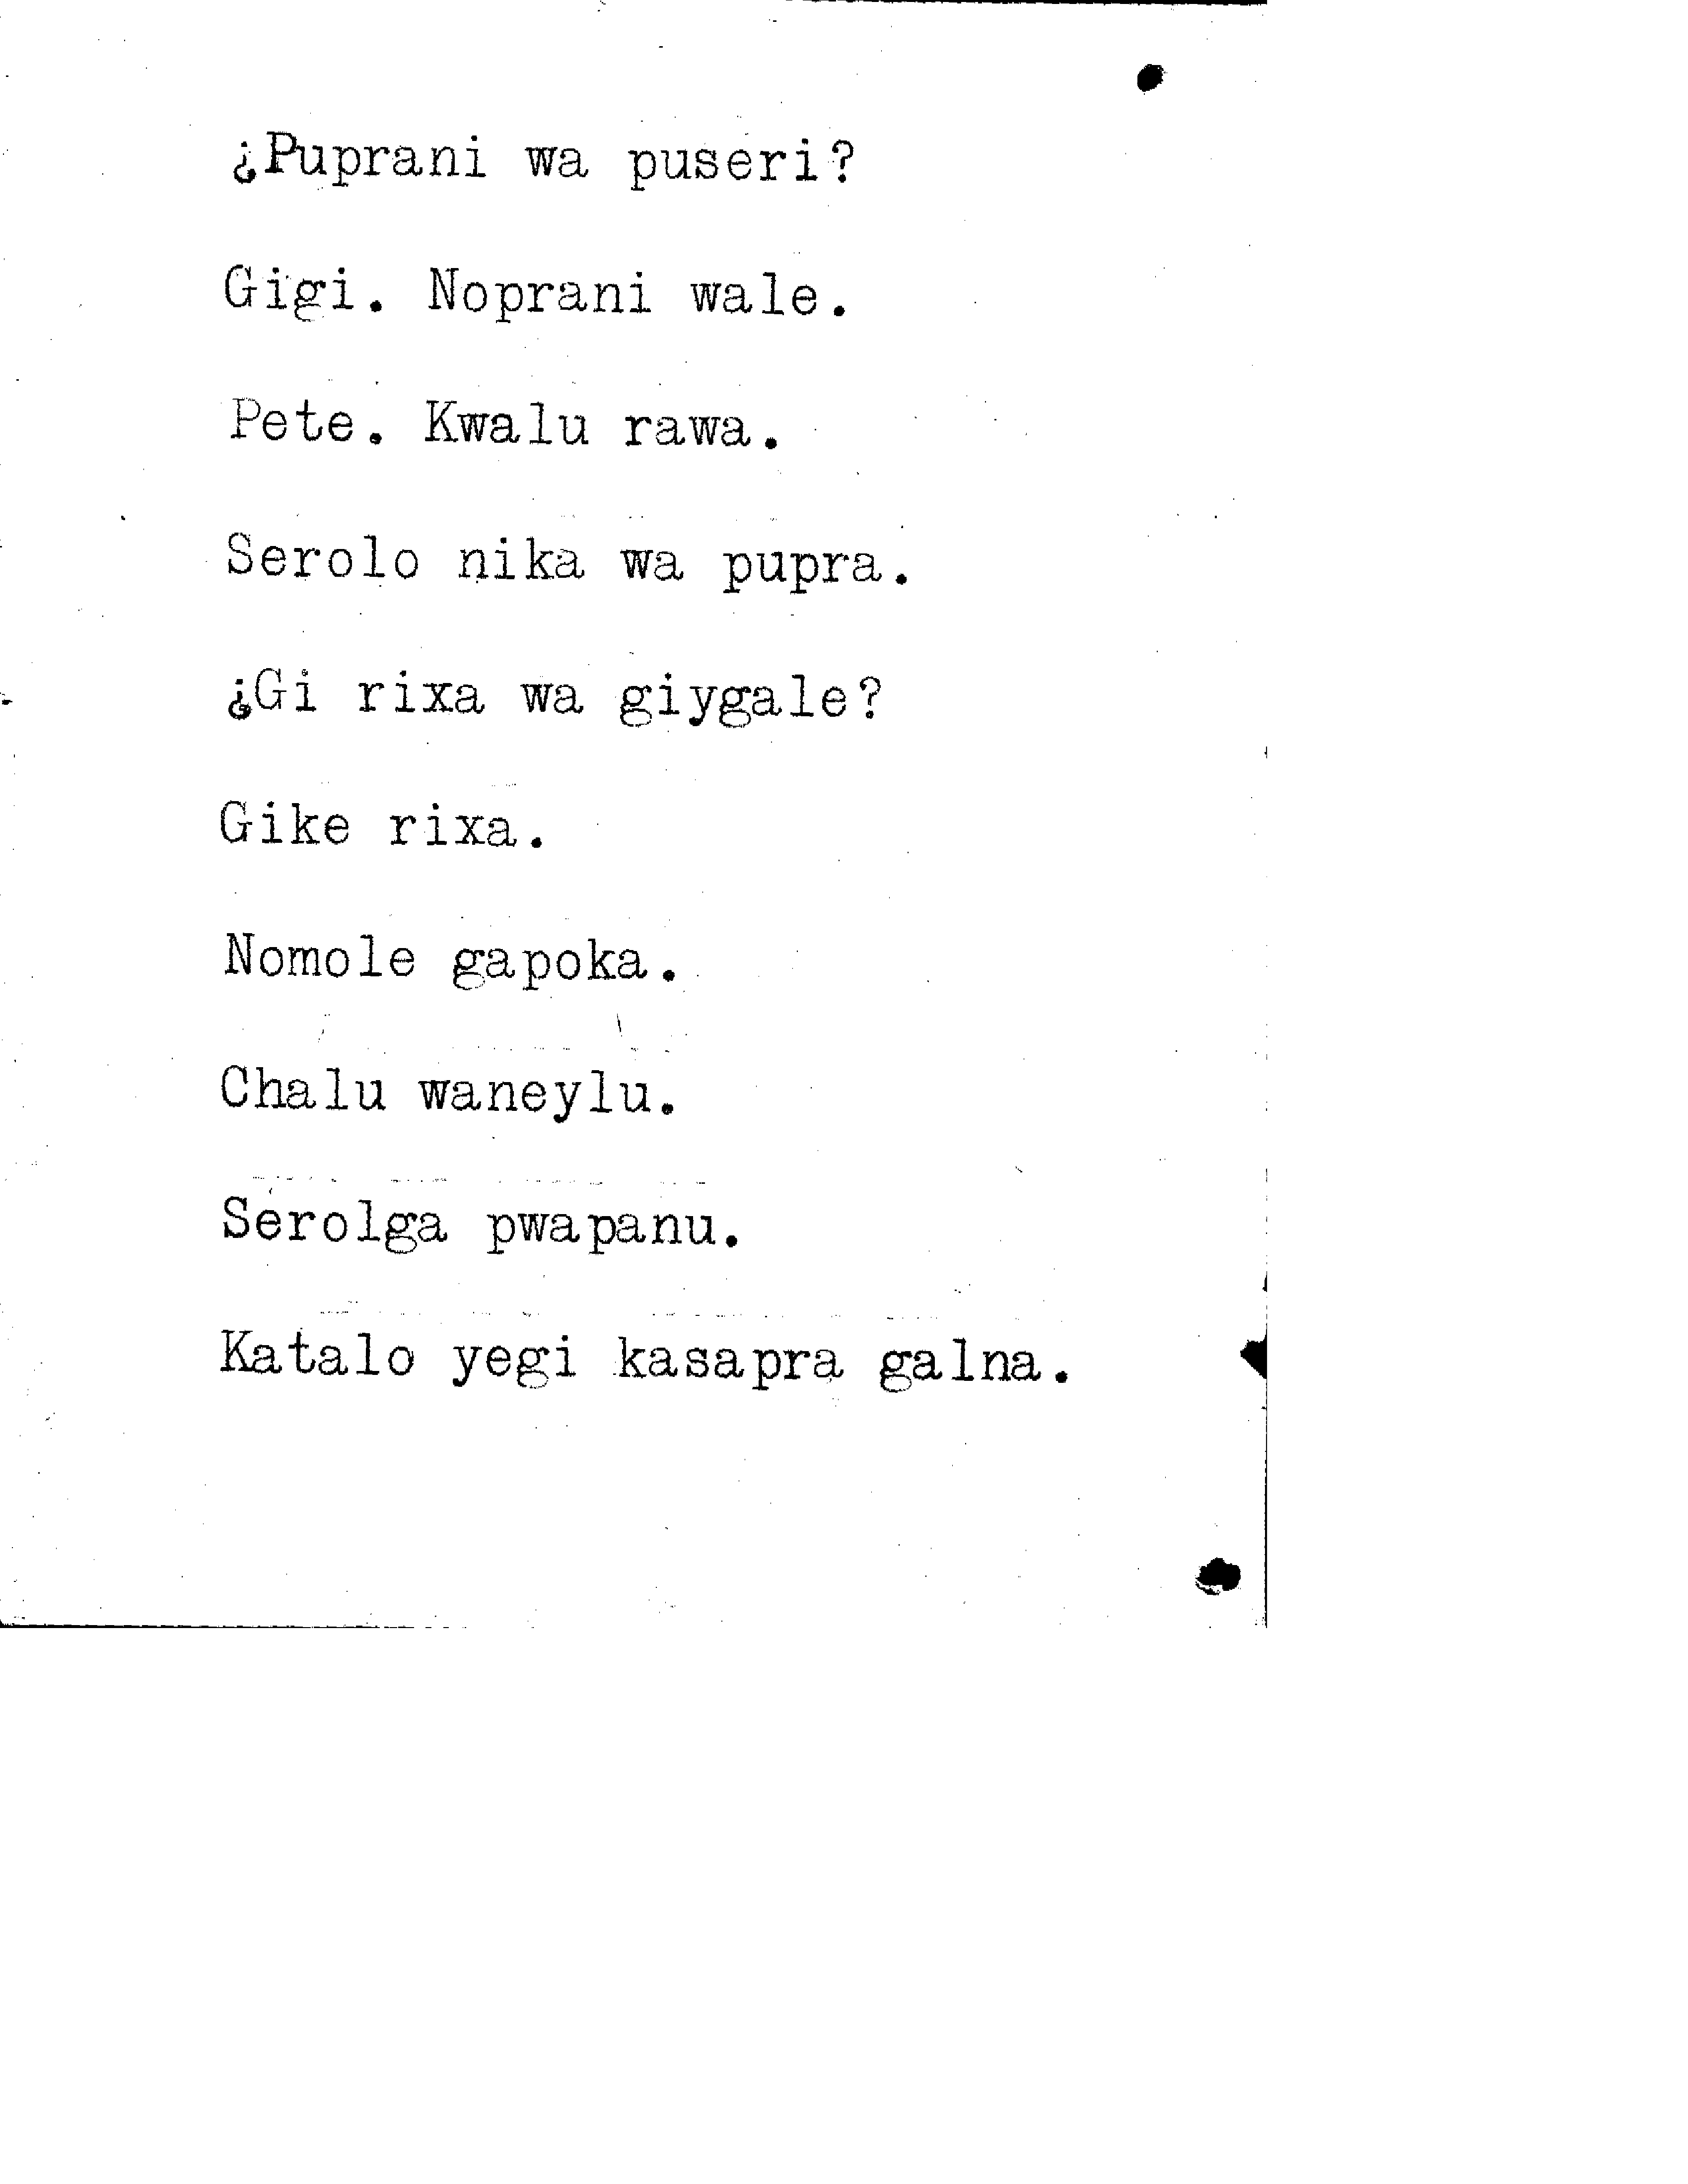 ¿Puprani wa puseri?
Gigi. Noprani wale.
Pete. Kwalu rawa.
Serolo nika wa pupra.
¿Gi rixa wa giygale?
Gike rixa.
Nomole gapoka.
Chalu waneylu.
Serolga pwapanu.
Katalo yegi kasapra galna.